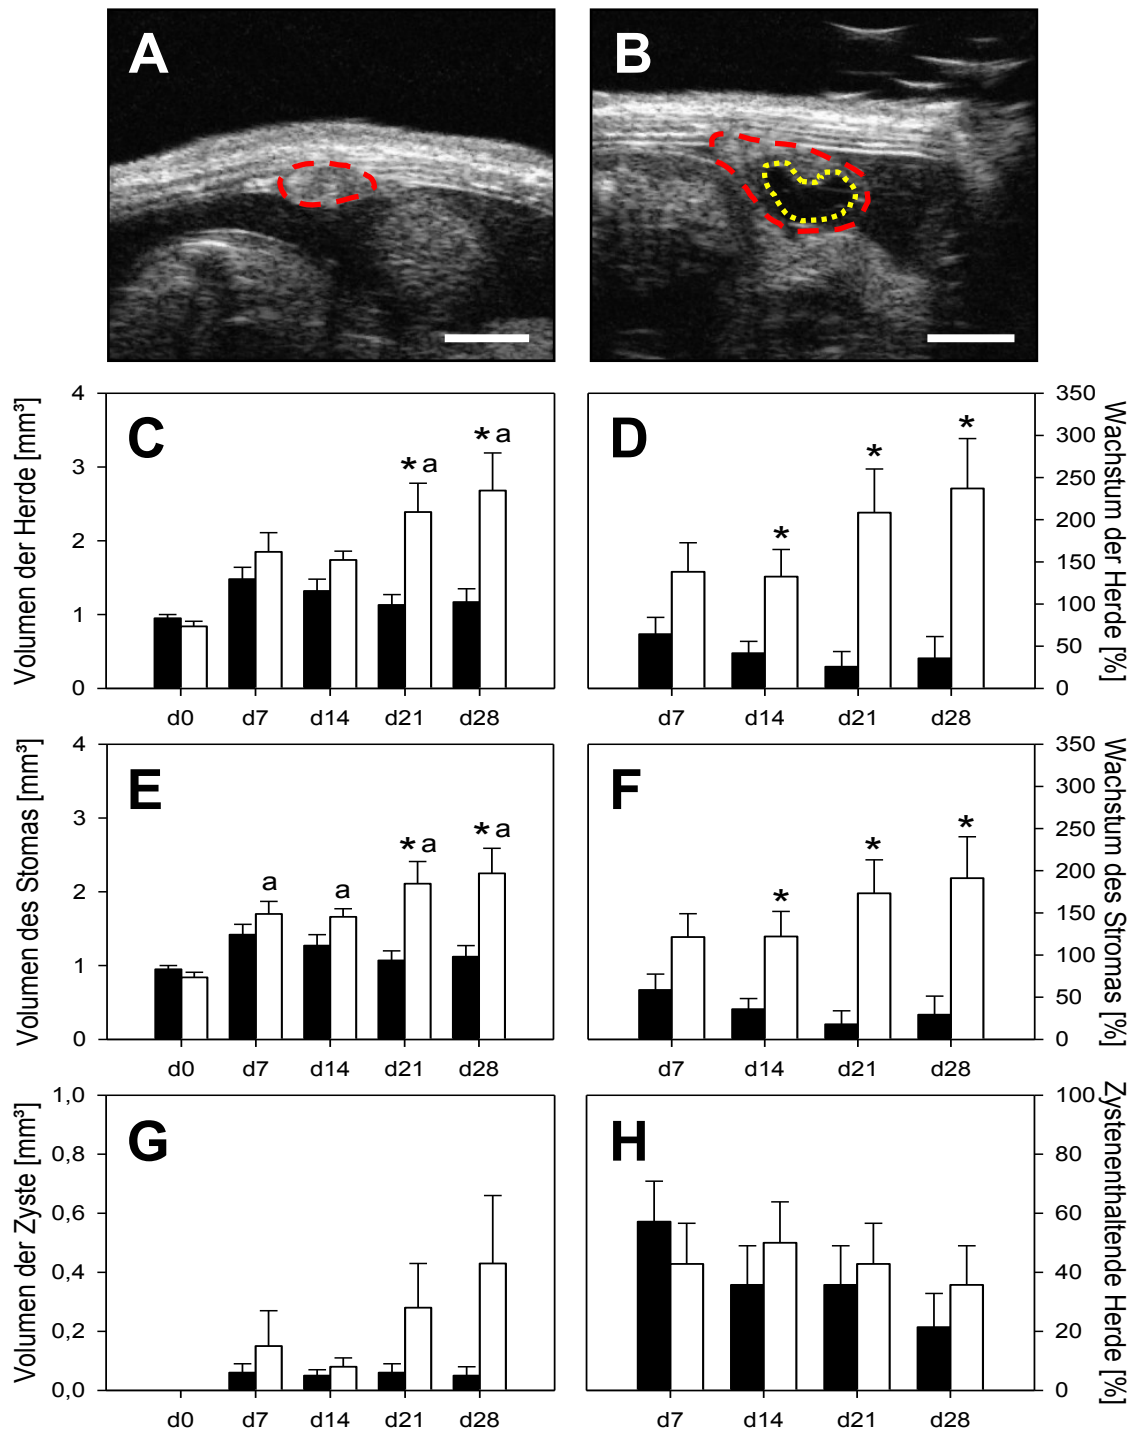 A
B
Volumen der Herde [mm³]
4
3
2
1
0
C
* a
* a
d0 d7 d14 d21 d28
D
*
*
*
350
300
250
200
150
100
50
0
Wachstum der Herde [%]
d7 d14 d21 d28
Volumen des Stomas [mm³]
4
3
2
1
0
E
a
a
* a
* a
d0 d7 d14 d21 d28
F
*
*
*
350
300
250
200
150
100
50
0
Wachstum des Stromas [%]
d7 d14 d21 d28
Volumen der Zyste [mm³]
1,0
0,8
0,6
0,4
0,2
0,0
G
d0 d7 d14 d21 d28
H
100
80
60
40
20
0
Zystenenthaltende Herde [%]
d7 d14 d21 d28